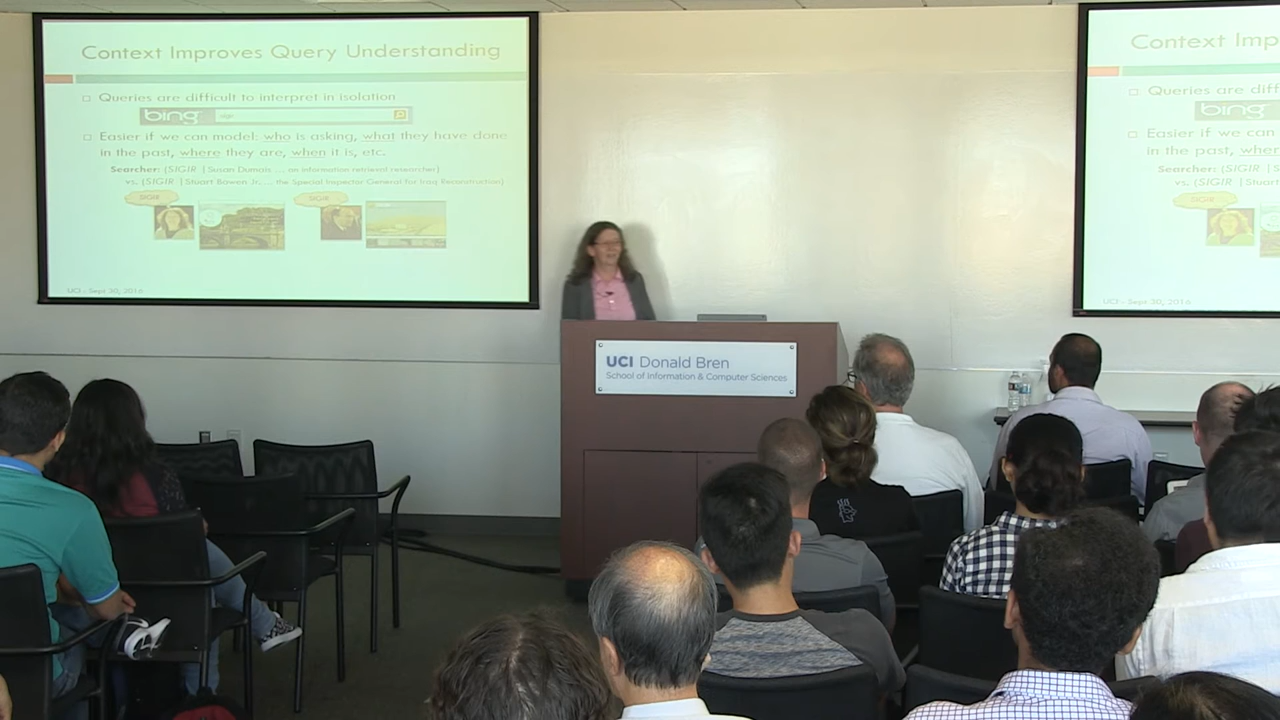 Context Improves Query Understanding
Queries are difficult to interpret in isolation
bing
sigir
Easier if we can model: who is asking, what they have done
in the past, where they are, when it is, etc.
Searcher: (SIGIR | Susan Dumais ... an information retrieval researcher)
vs. (SIGIR | Stuart Bowen Jr. ... the Special Inspector General for Iraq Reconstruction)
SIGIR
SIGIR
UCI - Sept 30, 2016
UCI Donald Bren
School of Information & Computer Sciences
Context Imp
Queries are diff
bing
Easier if we can
in the past, wher
Searcher: (SIGIR | S
vs. (SIGIR | Stuart
SIGIR
UCI - Sept 30, 2016